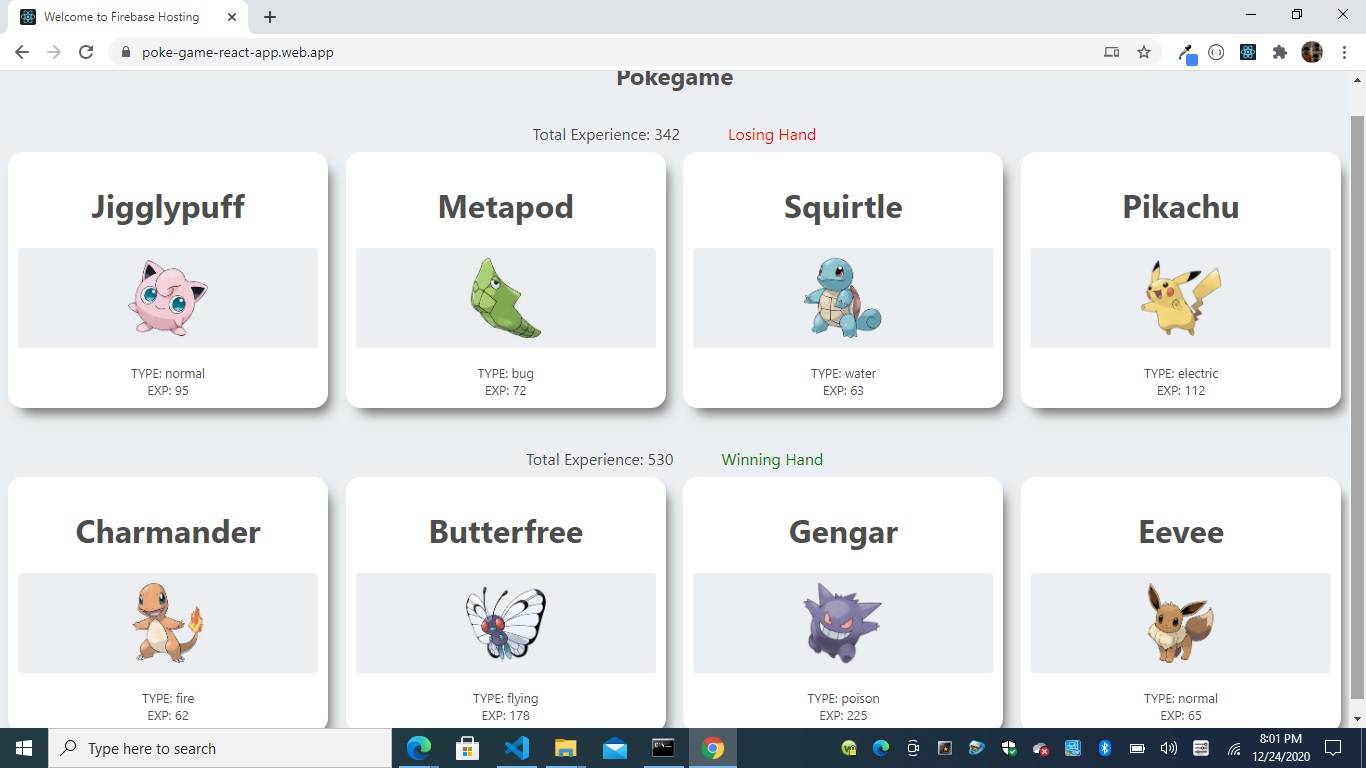 Welcome to Firebase Hosting
poke-game-react-app.web.app
Pokegame
Total Experience: 342 Losing Hand
Jigglypuff Metapod Squirtle Pikachu
TYPE: normal TYPE: bug TYPE: water TYPE: electric
EXP: 95 EXP: 72 EXP: 63 EXP: 112
Total Experience: 530 Winning Hand
Charmander Butterfree Gengar Eevee
TYPE: fire TYPE: flying TYPE: poison TYPE: normal
EXP: 62 EXP: 178 EXP: 225 EXP: 65
Type here to search
8:01 PM
12/24/2020